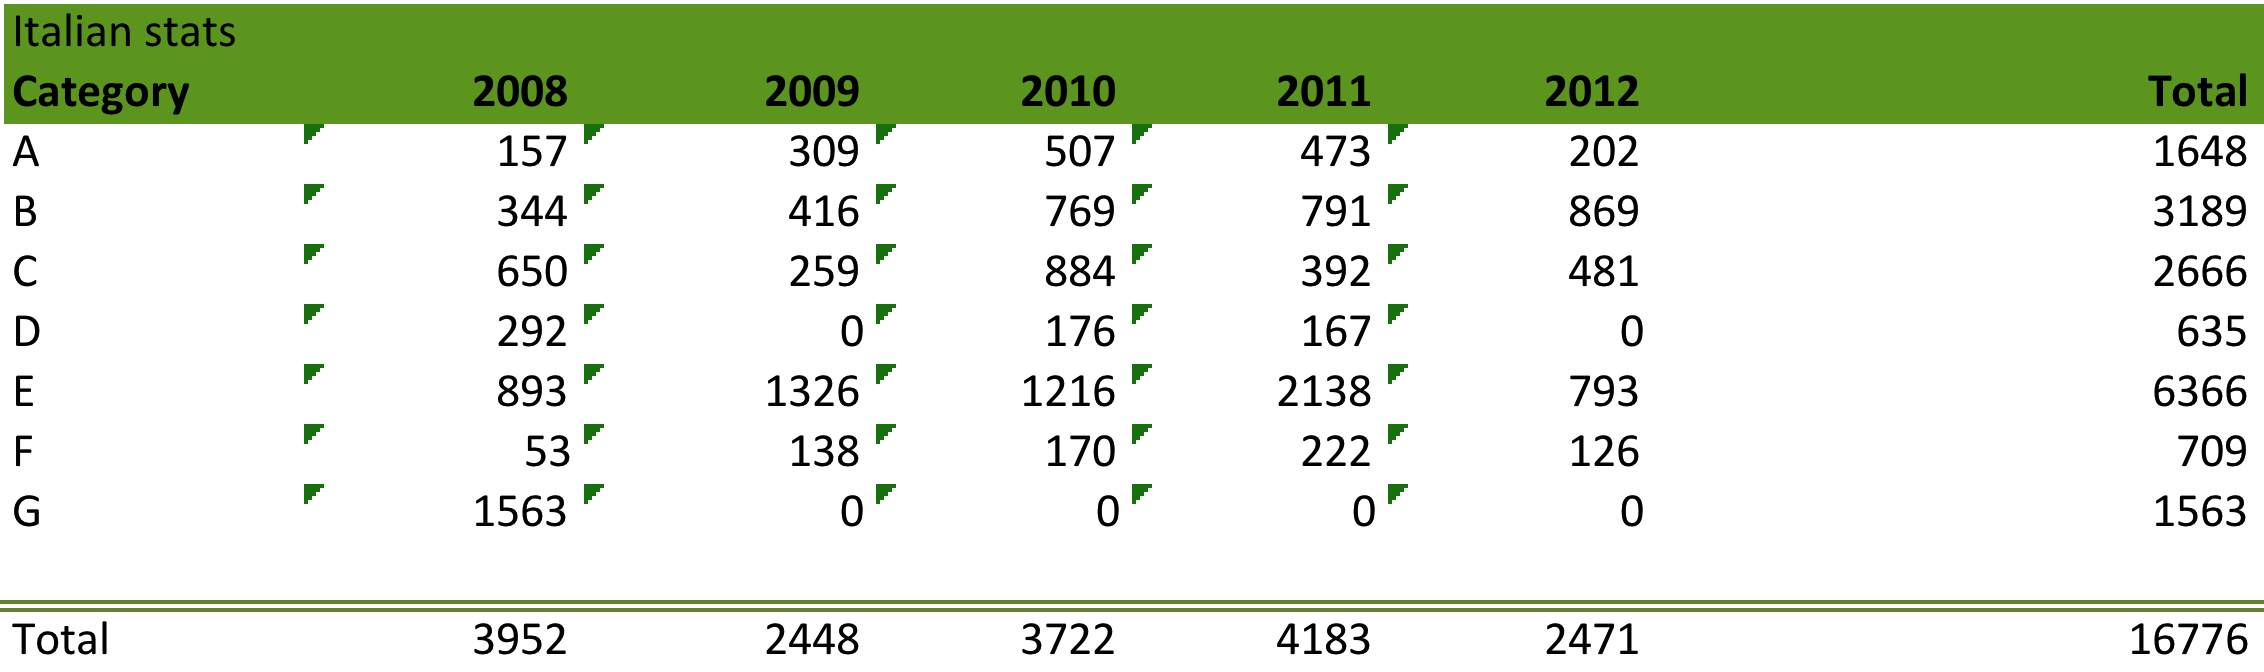 Italian stats
Category 2008 2009 2010 2011 2012 Total
A 157 309 507 473 202 1648
B 344 416 769 791 869 3189
C 650 259 884 392 481 2666
D 292 0 176 167 0 635
E 893 1326 1216 2138 793 6366
F 53 138 170 222 126 709
G 1563 0 0 0 0 1563
Total 3952 2448 3722 4183 2471 16776